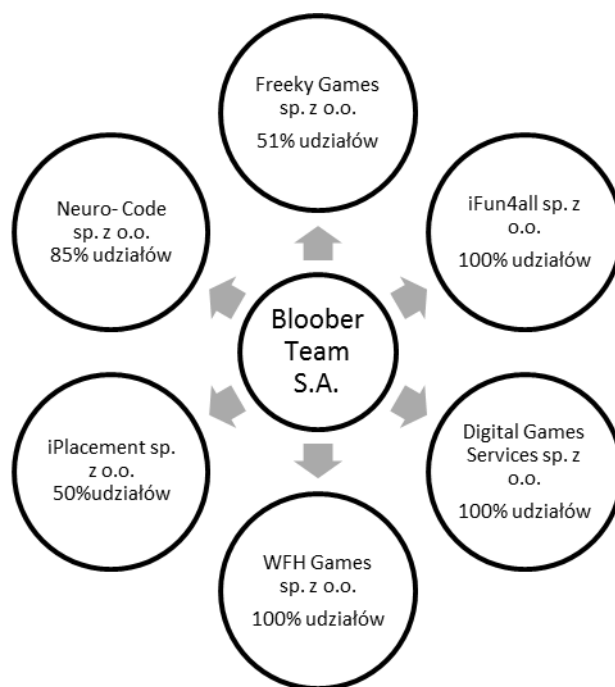 Freeky Games
sp. z o.o.
51% udziałów
iFun4all sp. z
o.o.
100% udziałów
Digital Games
Services sp. z
o.o.
100% udziałów
WFH Games
sp. z o.o.
100% udziałów
iPlacement sp.
z o.o.
50%udziałów
Neuro- Code
sp. z o.o.
85% udziałów
Bloober
Team
S.A.